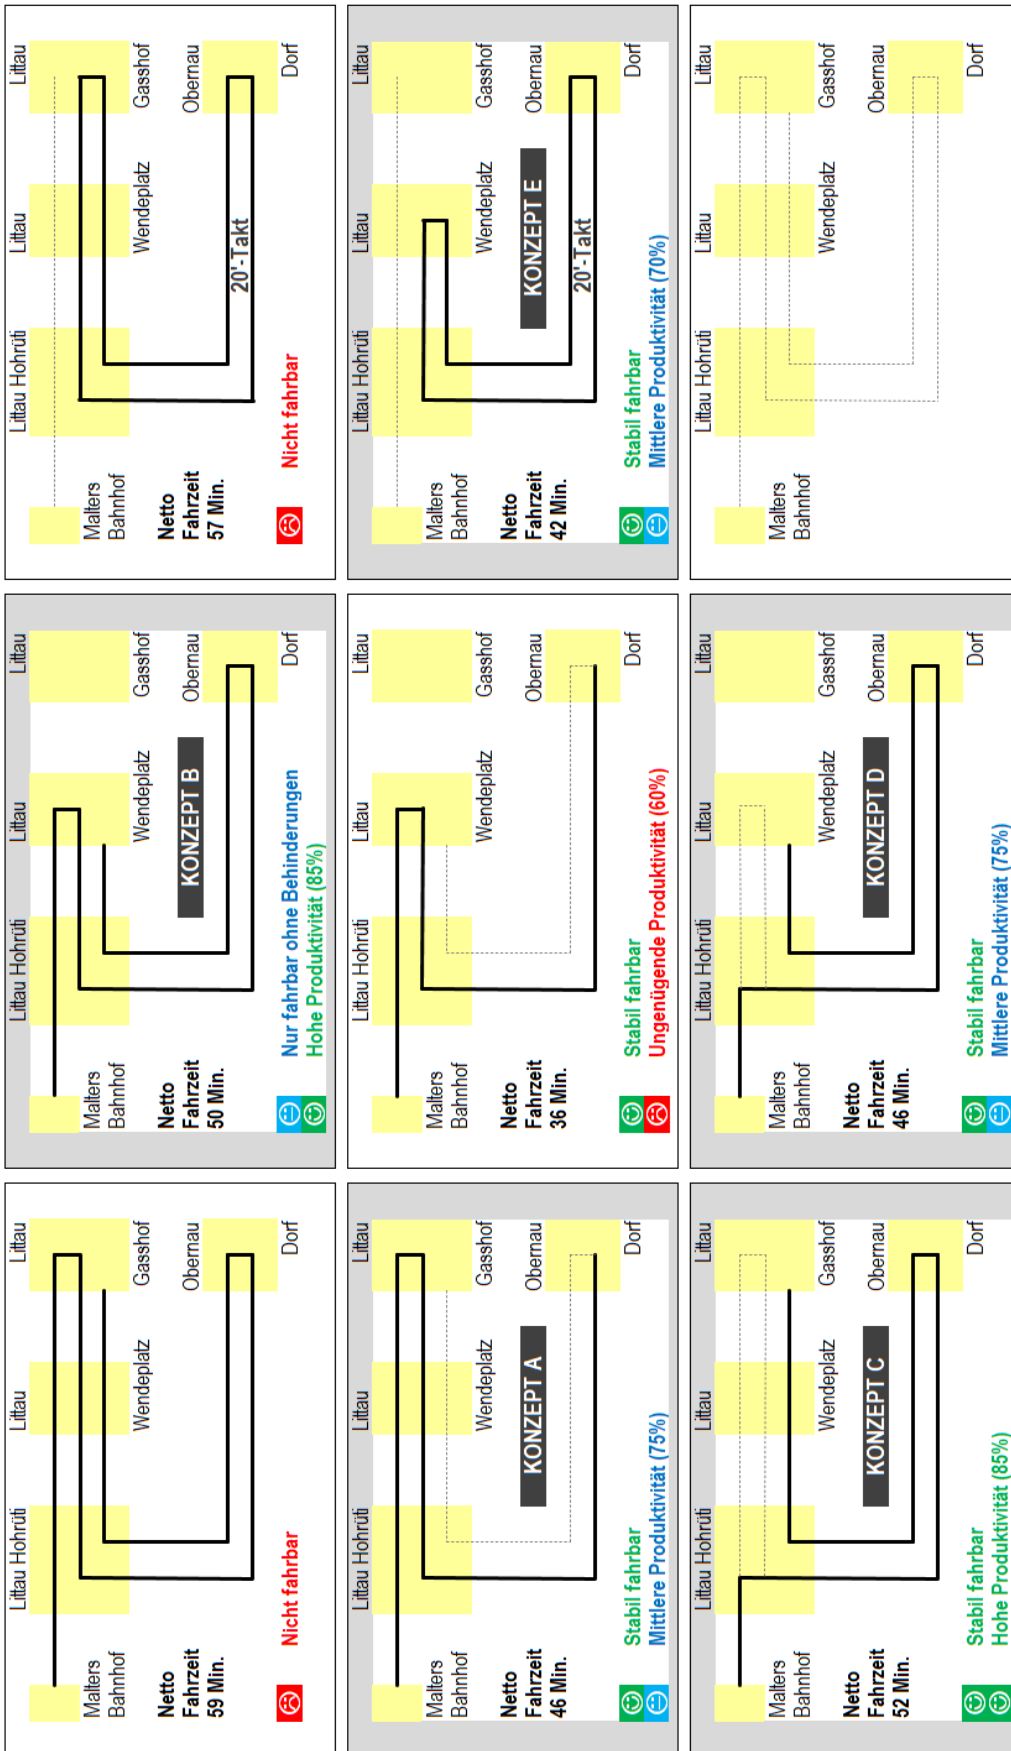 Littau Hohrüti
Littau
Littau
Malters
Bahnhof
Wendeplatz
Gasshof
Netto
Fahrzeit
59 Min.
Obernau
Dorf
Nicht fahrbar
Littau Hohrüti
Littau
Littau
Malters
Bahnhof
Wendeplatz
Gasshof
Netto
Fahrzeit
50 Min.
KONZEPT B
Obernau
Dorf
Nur fahrbar ohne Behinderungen
Hohe Produktivität (85%)
Littau Hohrüti
Littau
Littau
Malters
Bahnhof
Wendeplatz
Gasshof
Netto
Fahrzeit
57 Min.
Obernau
20'-Takt
Dorf
Nicht fahrbar
Littau Hohrüti
Littau
Littau
Malters
Bahnhof
Wendeplatz
Gasshof
Netto
Fahrzeit
46 Min.
KONZEPT A
Obernau
Dorf
Stabil fahrbar
Mittlere Produktivität (75%)
Littau Hohrüti
Littau
Littau
Malters
Bahnhof
Wendeplatz
Gasshof
Netto
Fahrzeit
36 Min.
Obernau
Dorf
Stabil fahrbar
Ungenügende Produktivität (60%)
Littau Hohrüti
Littau
Littau
Malters
Bahnhof
Wendeplatz
Gasshof
Netto
Fahrzeit
42 Min.
KONZEPT E
Obernau
20'-Takt
Dorf
Stabil fahrbar
Mittlere Produktivität (70%)
Littau Hohrüti
Littau
Littau
Malters
Bahnhof
Wendeplatz
Gasshof
Netto
Fahrzeit
52 Min.
KONZEPT C
Obernau
Dorf
Stabil fahrbar
Hohe Produktivität (85%)
Littau Hohrüti
Littau
Littau
Malters
Bahnhof
Wendeplatz
Gasshof
Netto
Fahrzeit
46 Min.
KONZEPT D
Obernau
Dorf
Stabil fahrbar
Mittlere Produktivität (75%)
Littau Hohrüti
Littau
Littau
Malters
Bahnhof
Wendeplatz
Gasshof
Obernau
Dorf